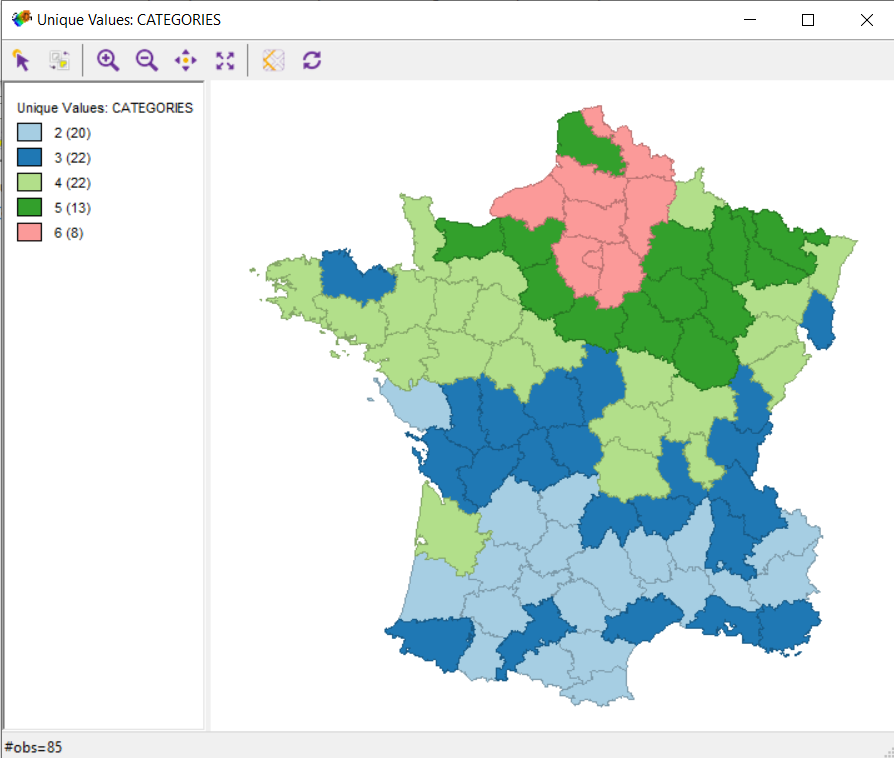 Unique Values: CATEGORIES
Unique Values: CATEGORIES
2 (20)
3 (22)
4 (22)
5 (13)
6 (8)
#obs=85